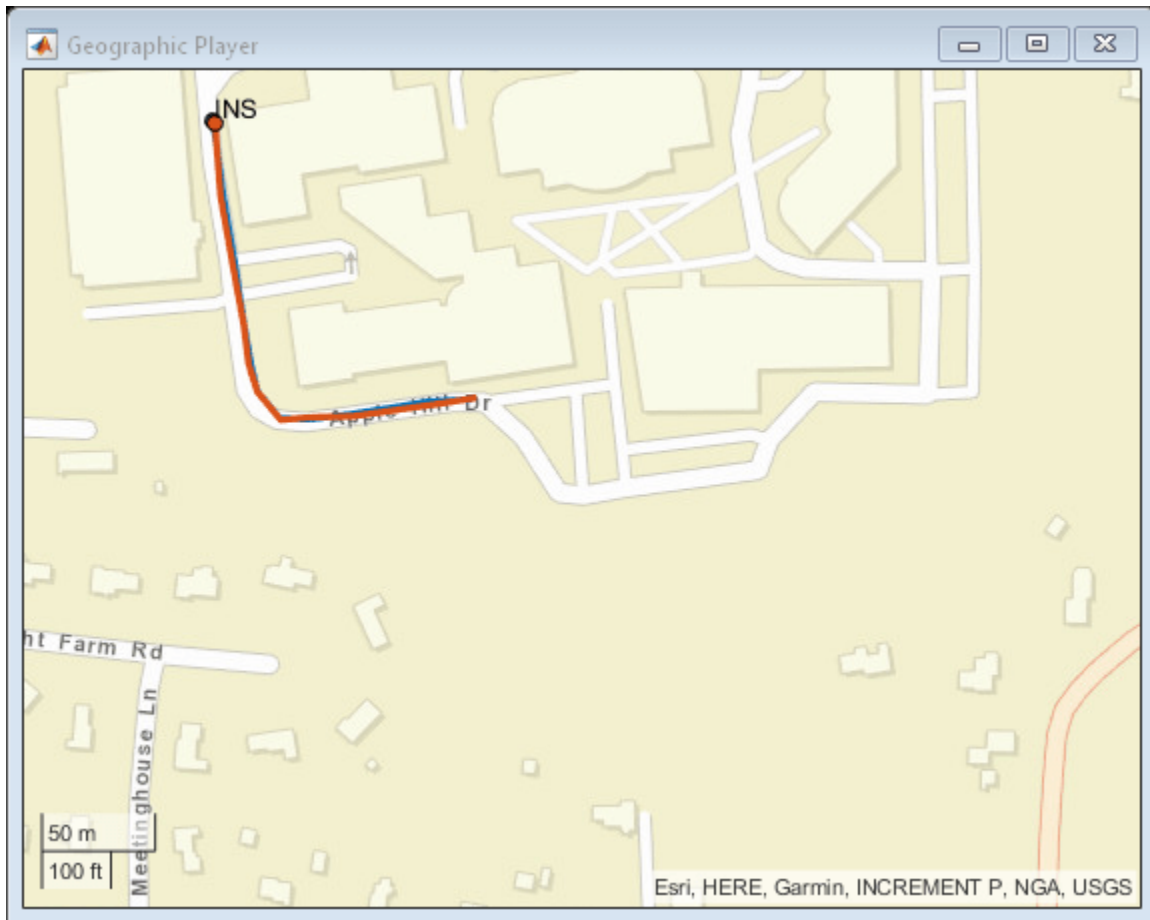 Geographic Player
INS
Apple Hill Dr
ht Farm Rd
Meetinghouse Ln
50 m
100 ft
Esri, HERE, Garmin, INCREMENT P, NGA, USGS